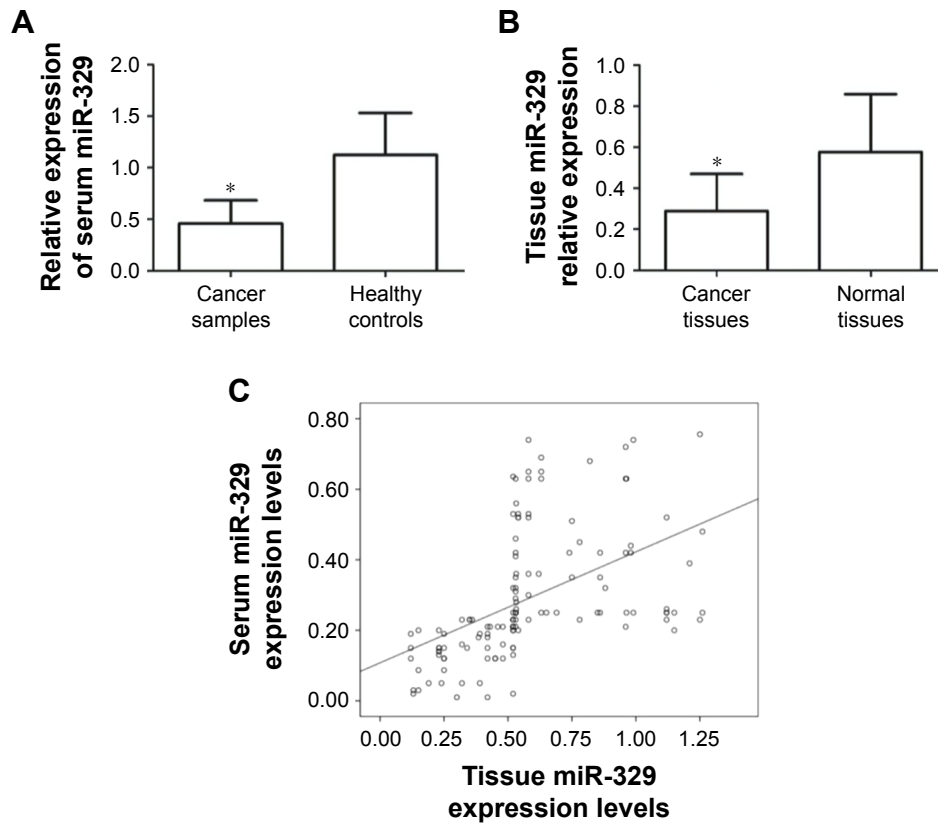 A
Relative expression
of serum miR-329
2.0
1.5
1.0
0.5
0.0
*
Cancer
samples
Healthy
controls
B
Tissue miR-329
relative expression
1.0
0.8
0.6
0.4
0.2
0.0
*
Cancer
tissues
Normal
tissues
C
Serum miR-329
expression levels
0.80
0.60
0.40
0.20
0.00
0.00 0.25 0.50 0.75 1.00 1.25
Tissue miR-329
expression levels